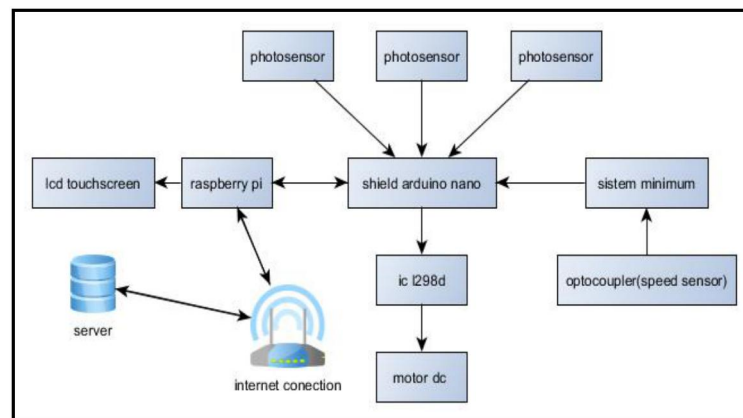 photosensor
photosensor
photosensor
lcd touchscreen
raspberry pi
shield arduino nano
sistem minimum
ic l298d
optocoupler(speed sensor)
server
internet conection
motor dc